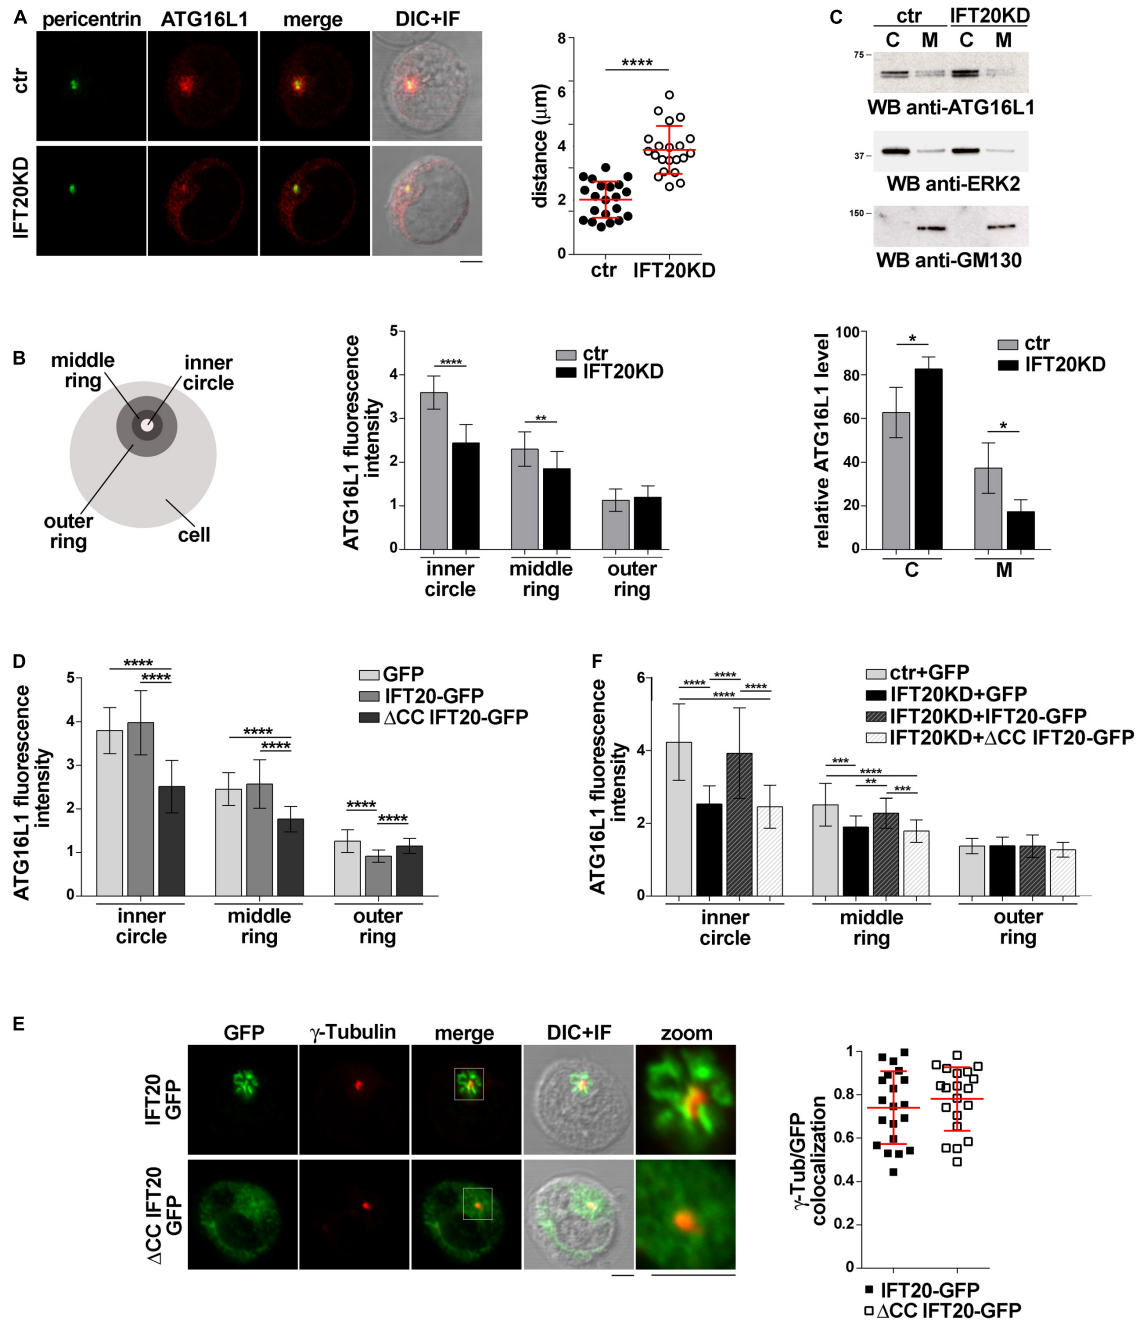 A
pericentrin ATG16L1 merge DIC+IF
ctr
IFT20KD
distance (μm)
8
6
4
2
0
****
ctr IFT20KD
C
ctr IFT20KD
C M C M
75
WB anti-ATG16L1
37
WB anti-ERK2
150
WB anti-GM130
B
middle ring
inner circle
outer ring
cell
ATG16L1 fluorescence intensity
5
4
3
2
1
0
ctr
IFT20KD
****
**
inner circle
middle ring
outer ring
relative ATG16L1 level
100
80
60
40
20
0
ctr
IFT20KD
*
*
C M
D
ATG16L1 fluorescence intensity
5
4
3
2
1
0
GFP
IFT20-GFP
ΔCC IFT20-GFP
****
****
****
****
**** ****
inner circle
middle ring
outer ring
F
ATG16L1 fluorescence intensity
6
4
2
0
ctr+GFP
IFT20KD+GFP
IFT20KD+IFT20-GFP
IFT20KD+ΔCC IFT20-GFP
****
**** ****
****
***
****
** ***
inner circle
middle ring
outer ring
E
GFP γ-Tubulin merge DIC+IF zoom
IFT20 GFP
ΔCC IFT20 GFP
γ-Tub/GFP colocalization
1
0.8
0.6
0.4
0.2
0
IFT20-GFP
ΔCC IFT20-GFP